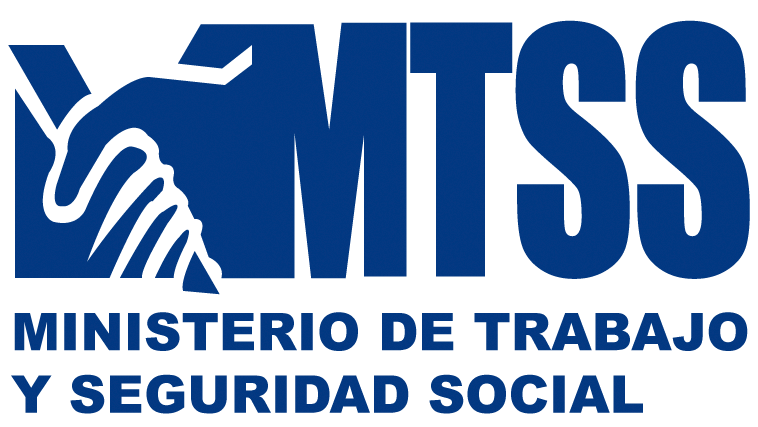 MTSS
MINISTERIO DE TRABAJO
Y SEGURIDAD SOCIAL